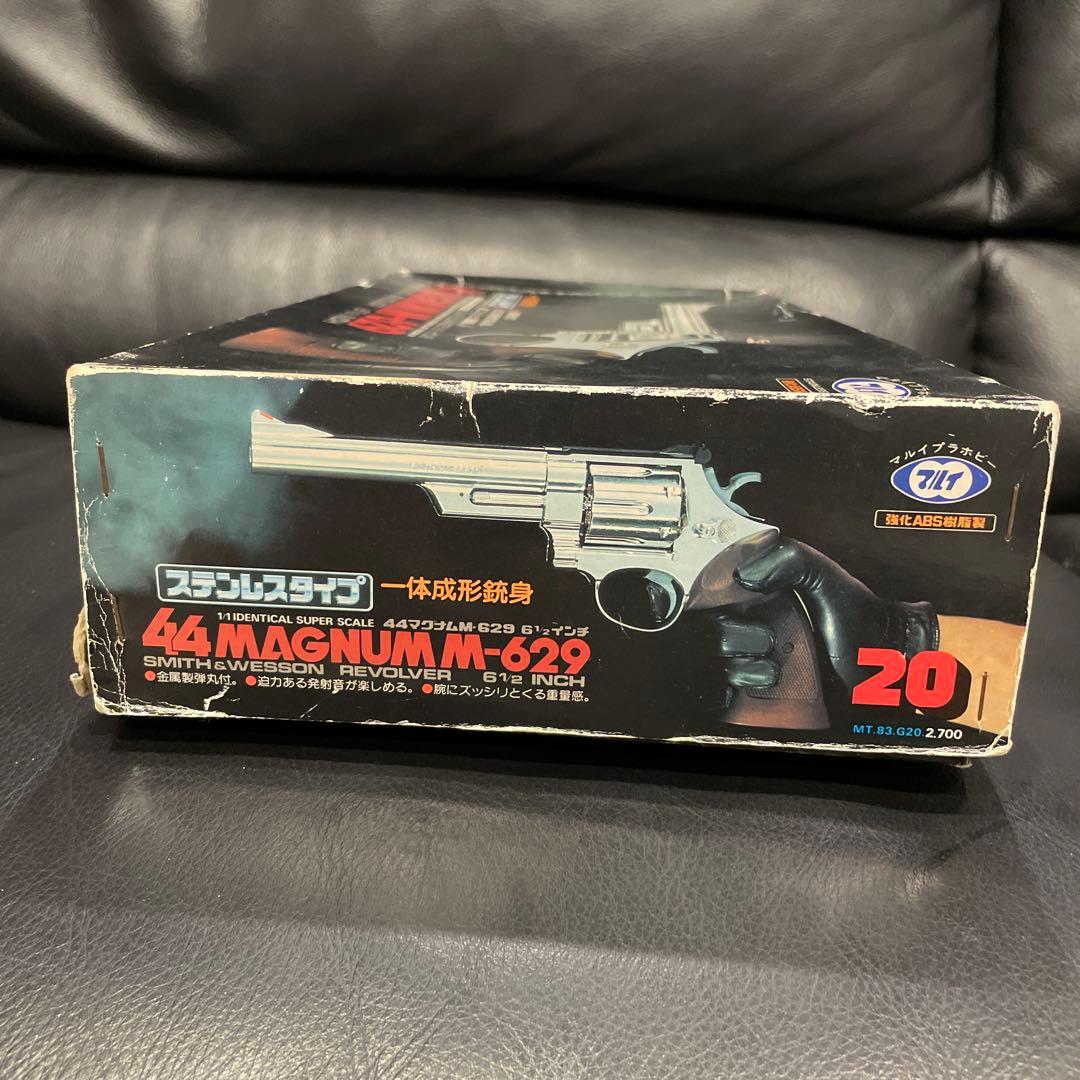 マルイプラホビー
マルイ
強化ABS樹脂製
ステンレスタイプ
一体成形銃身
1/1 IDENTICAL SUPER SCALE 44マグナムM-629 6 1/2インチ
44 MAGNUM M-629
SMITH & WESSON REVOLVER 6 1/2 INCH
●金属製弾丸付。●迫力ある発射音が楽しめる。●腕にズッシリとくる重量感。
20
MT.83.G20.2.700